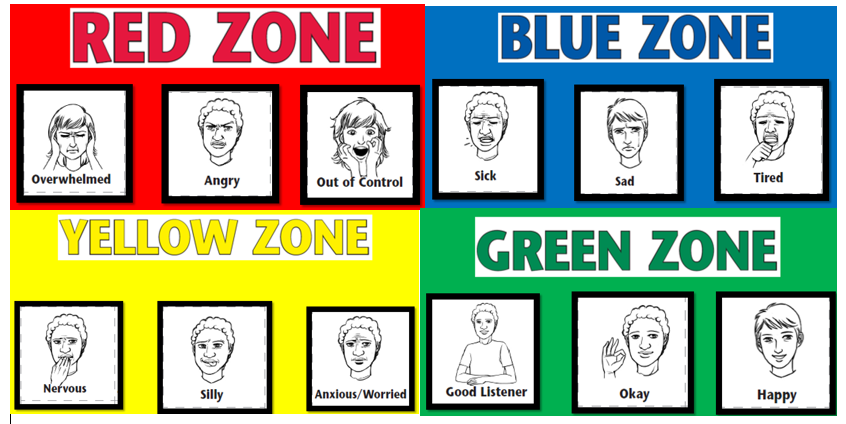 RED ZONE
Overwhelmed
Angry
Out of Control
BLUE ZONE
Sick
Sad
Tired
YELLOW ZONE
Nervous
Silly
Anxious/Worried
GREEN ZONE
Good Listener
Okay
Happy